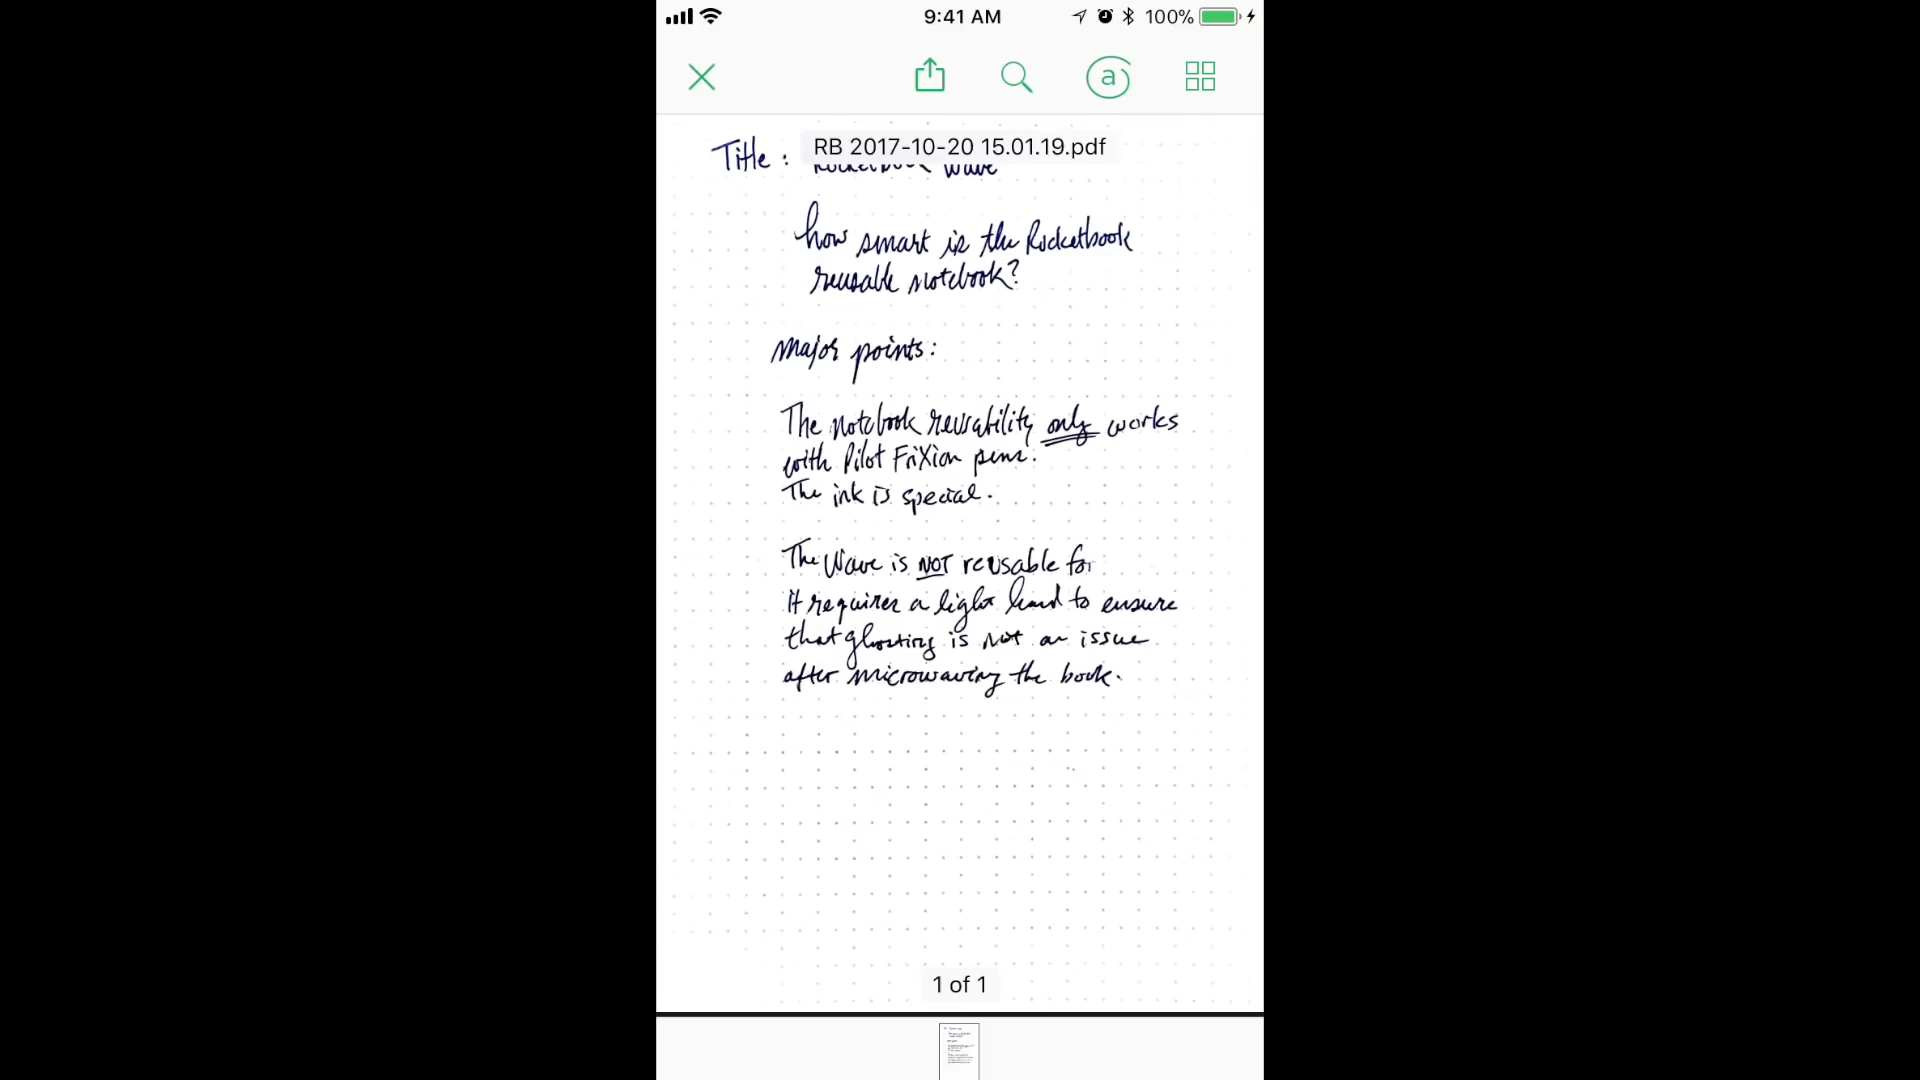 9:41 AM 100%
a
RB 2017-10-20 15.01.19.pdf
Title: Rocketbook Wave
how smart is the Rocketbook
reusable notebook?
Major points:
The notebook reusability only works
with Pilot FriXion pens.
The ink is special.
The Wave is NOT reusable for
it requires a light hand to ensure
that ghosting is not an issue
after microwaving the book.
1 of 1